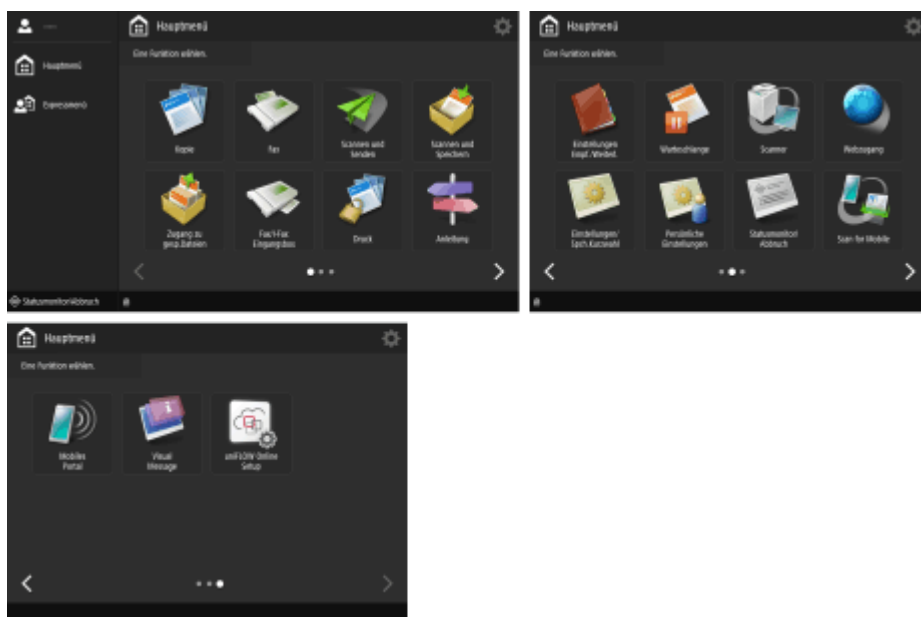 Hauptmenü
Eine Funktion wählen.
Hauptmenü
Expressmenü
Kopie
Fax
Scannen und
Senden
Scannen und
Speichern
Zugang zu
gesp.Dateien
Fax/I-Fax
Eingangsbox
Druck
Anleitung
Statusmonitor/Abbruch
Hauptmenü
Eine Funktion wählen.
Einstellungen
Empf./Weiterl.
Warteschlange
Scanner
Webzugang
Einstellungen/
Speh.Kurzwahl
Persönliche
Einstellungen
Statusmonitor/
Abbruch
Scan for Mobile
Hauptmenü
Eine Funktion wählen.
Mobiles
Portal
Visual
Message
uniFLOW Online
Setup